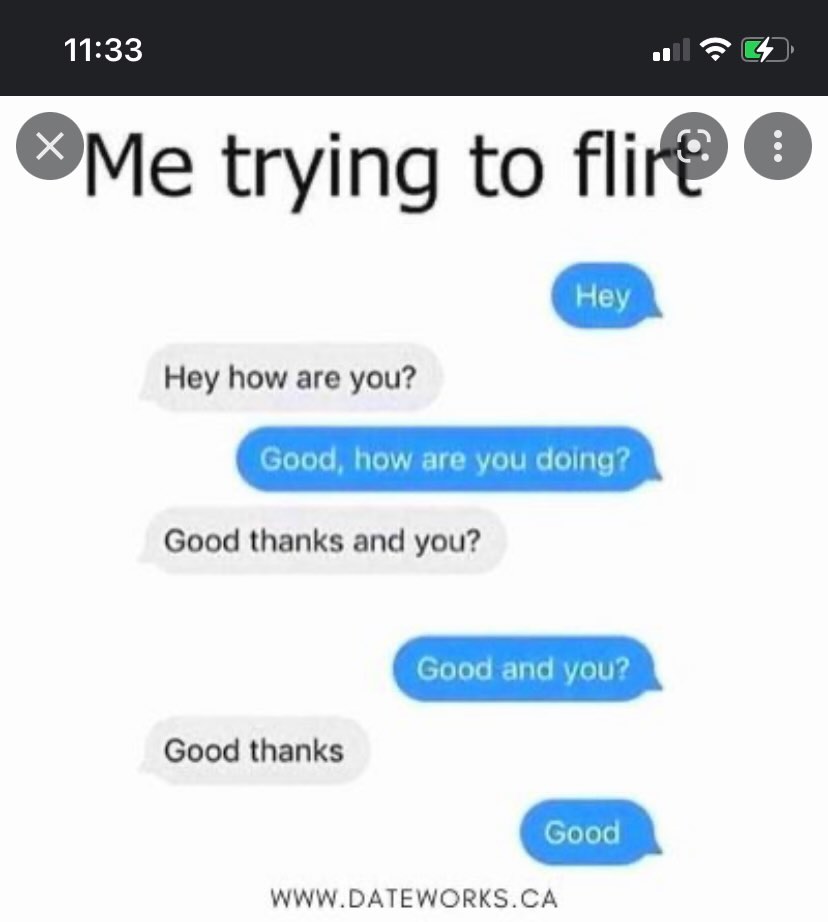 11:33
Me trying to flirt
Hey
Hey how are you?
Good, how are you doing?
Good thanks and you?
Good and you?
Good thanks
Good
WWW.DATEWORKS.CA